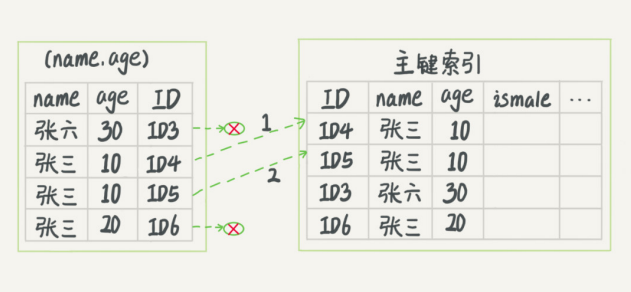 (name,age)
name age ID
张六 30 ID3
张三 10 ID4
张三 10 ID5
张三 20 ID6
1
2
主键索引
ID name age ismale ...
ID4 张三 10
ID5 张三 10
ID3 张六 30
ID6 张三 20